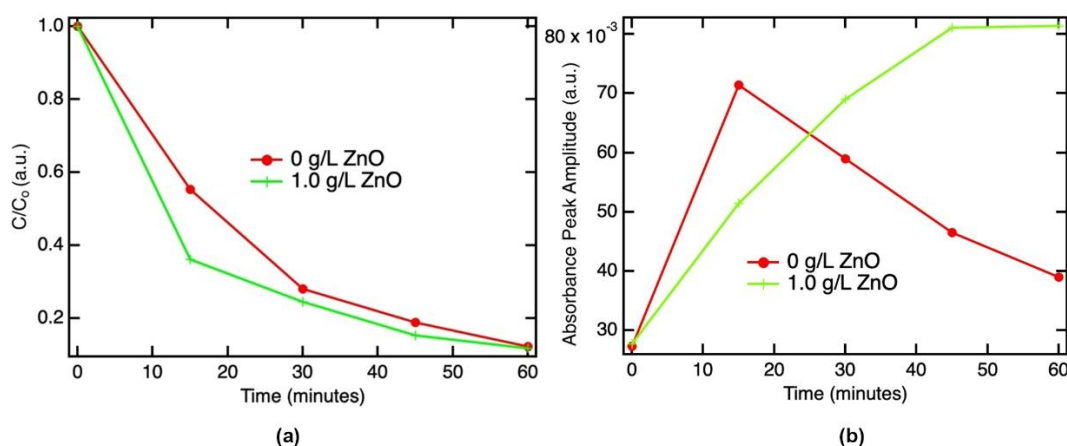 C/C₀ (a.u.)
1.0
0.8
0.6
0.4
0.2
0 g/L ZnO
1.0 g/L ZnO
0 10 20 30 40 50 60
Time (minutes)
(a)
Absorbance Peak Amplitude (a.u.)
80 x 10⁻³
70
60
50
40
30
0 g/L ZnO
1.0 g/L ZnO
0 10 20 30 40 50 60
Time (minutes)
(b)